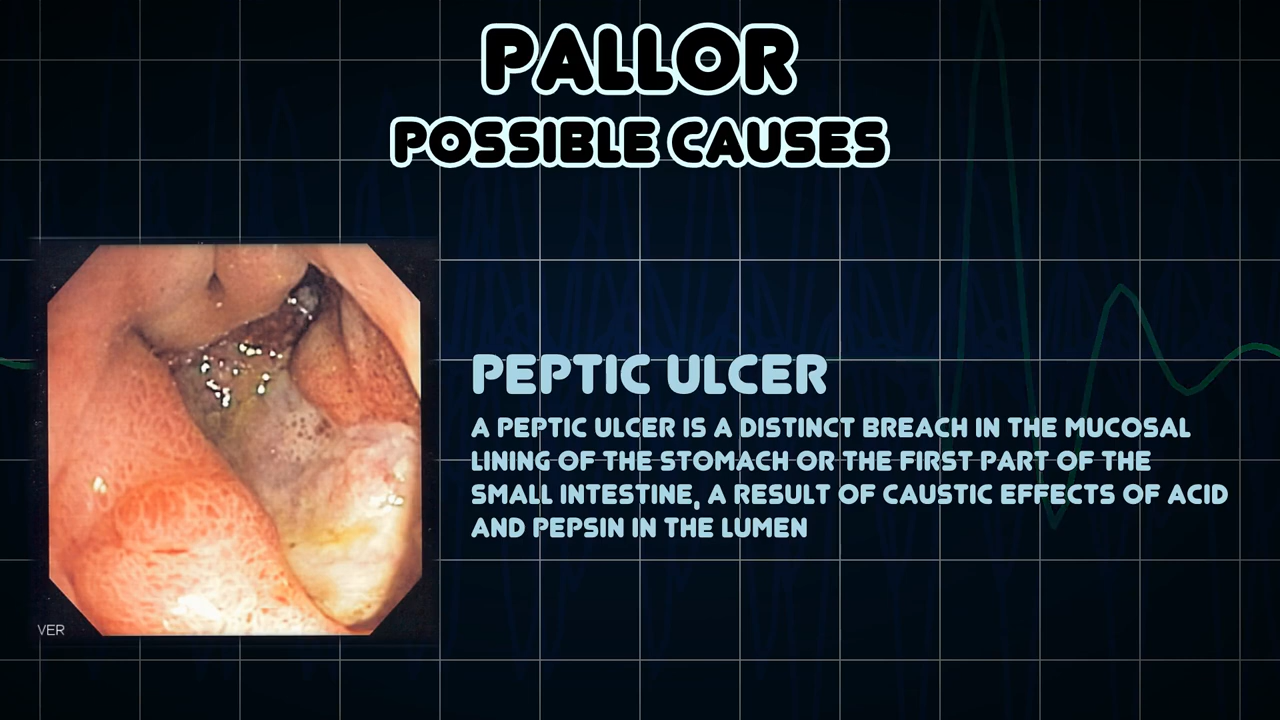 PALLOR
POSSIBLE CAUSES
PEPTIC ULCER
A PEPTIC ULCER IS A DISTINCT BREACH IN THE MUCOSAL
LINING OF THE STOMACH OR THE FIRST PART OF THE
SMALL INTESTINE, A RESULT OF CAUSTIC EFFECTS OF ACID
AND PEPSIN IN THE LUMEN
VER